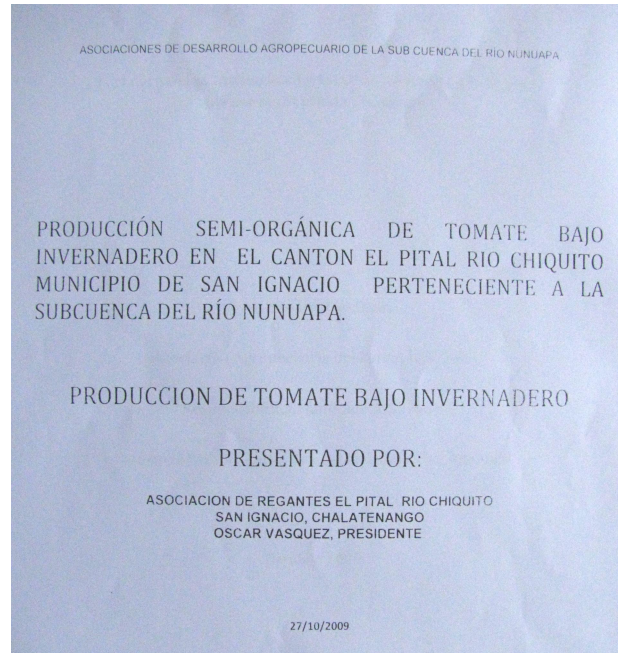 ASOCIACIONES DE DESARROLLO AGROPECUARIO DE LA SUB CUENCA DEL RIO NUNUAPA
PRODUCCIÓN SEMI-ORGÁNICA DE TOMATE BAJO
INVERNADERO EN EL CANTON EL PITAL RIO CHIQUITO
MUNICIPIO DE SAN IGNACIO PERTENECIENTE A LA
SUBCUENCA DEL RÍO NUNUAPA.
PRODUCCION DE TOMATE BAJO INVERNADERO
PRESENTADO POR:
ASOCIACION DE REGANTES EL PITAL RIO CHIQUITO
SAN IGNACIO, CHALATENANGO
OSCAR VASQUEZ, PRESIDENTE
27/10/2009